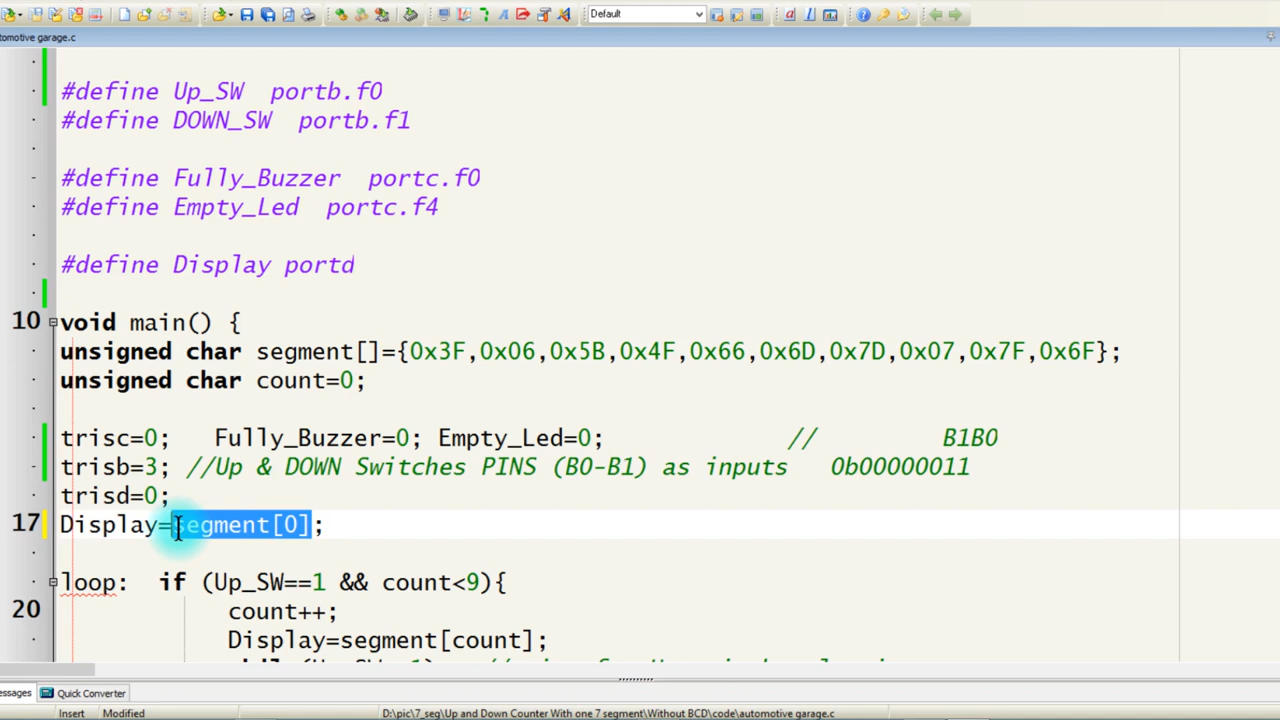 Default
utomotive garage.c
#define Up_SW portb.f0
#define DOWN_SW portb.f1
#define Fully_Buzzer portc.f0
#define Empty_Led portc.f4
#define Display portd
10 void main() {
unsigned char segment[]={0x3F,0x06,0x5B,0x4F,0x66,0x6D,0x7D,0x07,0x7F,0x6F};
unsigned char count=0;
trisc=0; Fully_Buzzer=0; Empty_Led=0; // B1B0
trisb=3; //Up & DOWN Switches PINS (B0-B1) as inputs 0b00000011
trisd=0;
17 Display=segment[0];
loop: if (Up_SW==1 && count<9){
20 count++;
Display=segment[count];
essages Quick Converter
Insert Modified D:\pic\7_seg\Up and Down Counter With one 7 segment\Without BCD\code\automotive garage.c